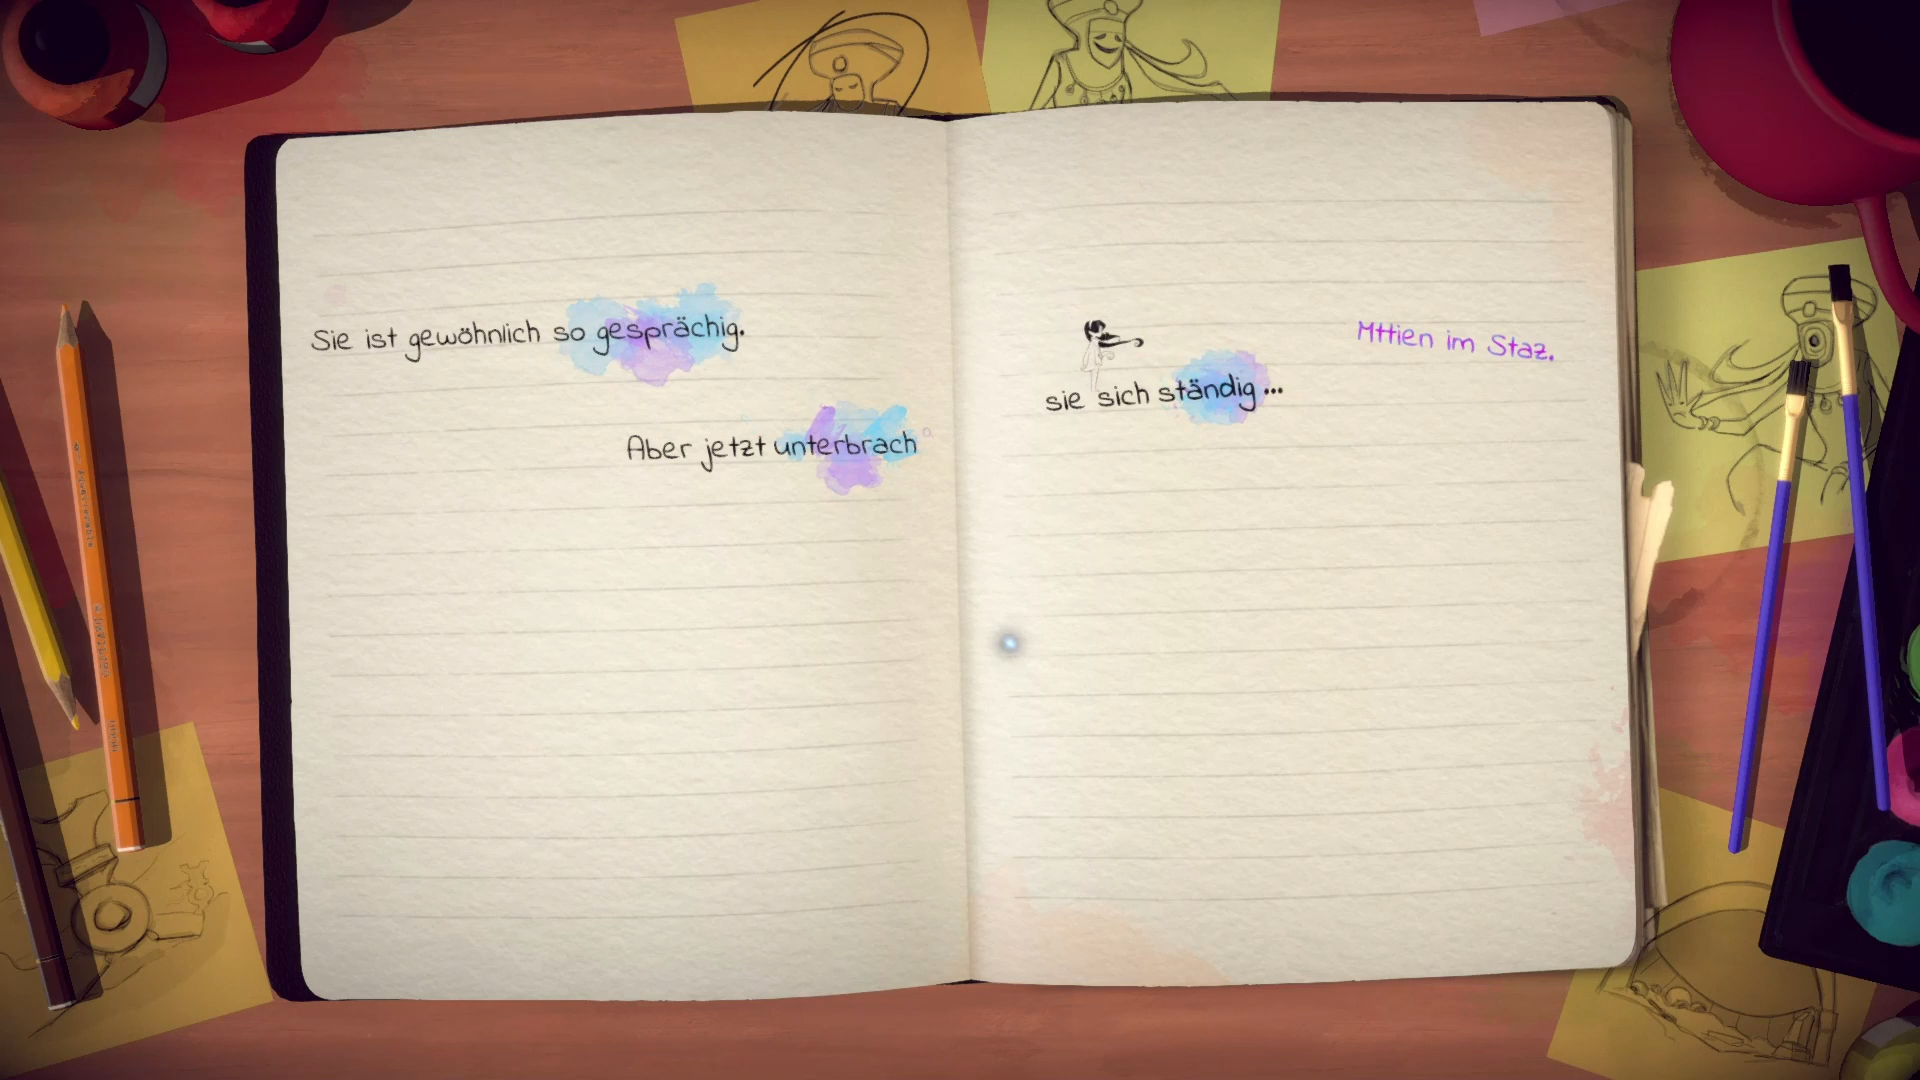 Sie ist gewöhnlich so gesprächig.
Aber jetzt unterbrach
sie sich ständig...
Mttien im Staz.